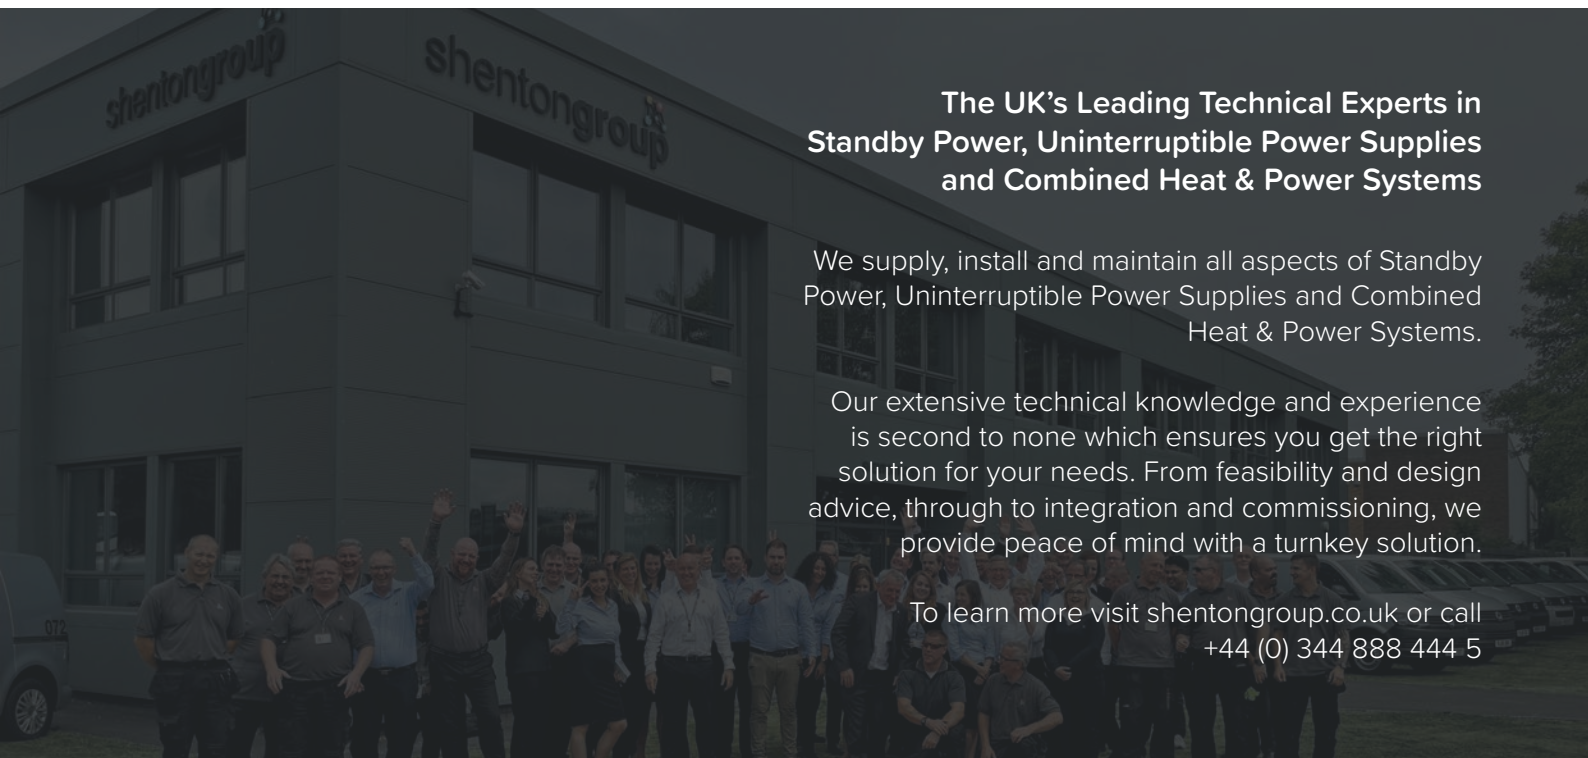 shentongroup
shentongroup
The UK’s Leading Technical Experts in
Standby Power, Uninterruptible Power Supplies
and Combined Heat & Power Systems
We supply, install and maintain all aspects of Standby
Power, Uninterruptible Power Supplies and Combined
Heat & Power Systems.
Our extensive technical knowledge and experience
is second to none which ensures you get the right
solution for your needs. From feasibility and design
advice, through to integration and commissioning, we
provide peace of mind with a turnkey solution.
To learn more visit shentongroup.co.uk or call
+44 (0) 344 888 444 5
072